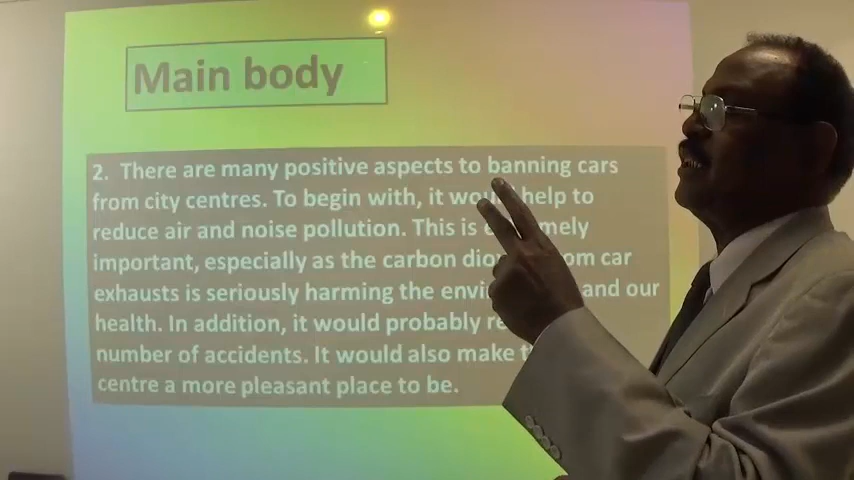 Main body
2. There are many positive aspects to banning cars
from city centres. To begin with, it would help to
reduce air and noise pollution. This is mely
important, especially as the carbon dio om car
exhausts is seriously harming the envi and our
health. In addition, it would probably re
number of accidents. It would also make t
centre a more pleasant place to be.